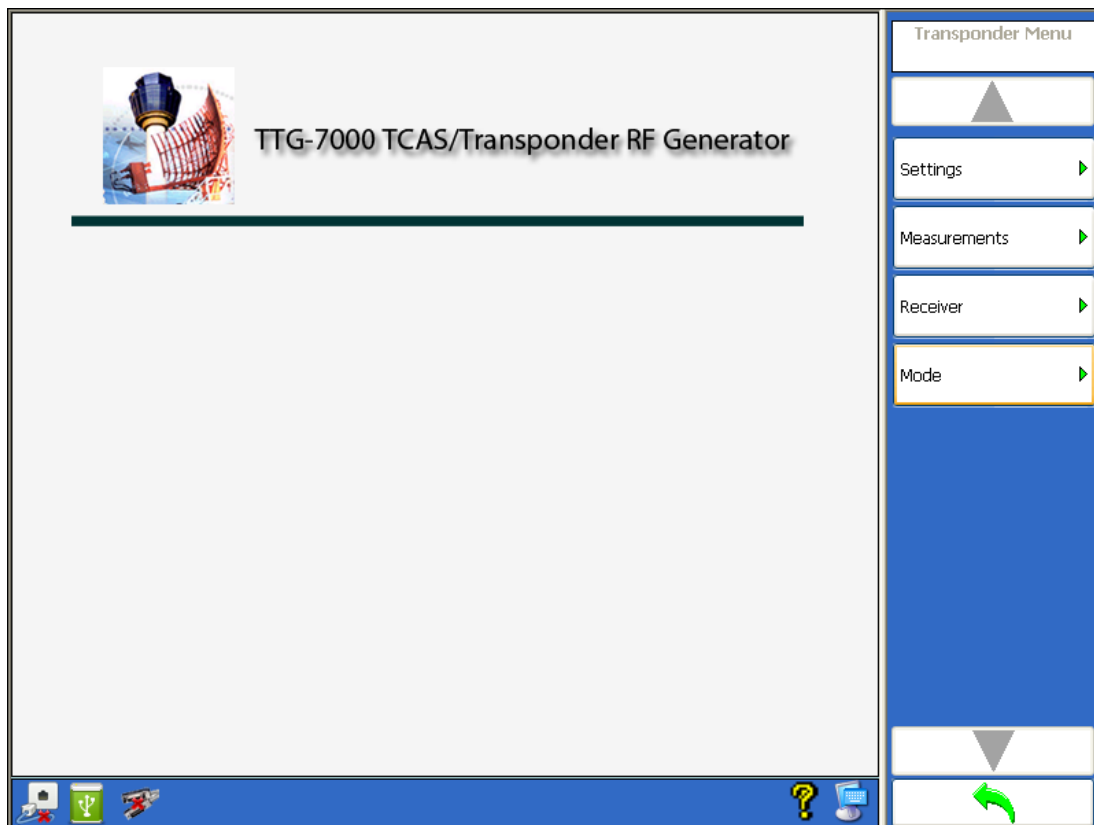 Transponder Menu
TTG-7000 TCAS/Transponder RF Generator
Settings
Measurements
Receiver
Mode